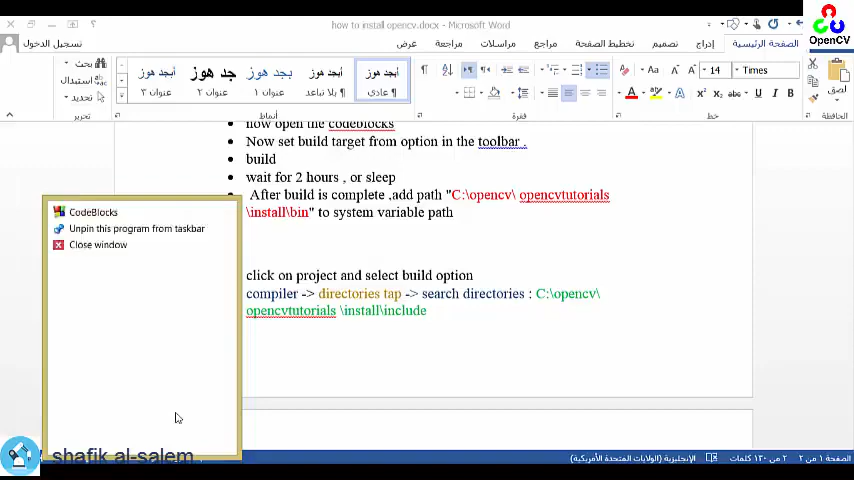 how to install opencv.docx - Microsoft Word
OpenCV
تسجيل الدخول
الصفحة الرئيسية
إدراج
تصميم
تخطيط الصفحة
مراجع
مراسلات
مراجعة
عرض
Times
14
لصق
الحافظة
خط
فقرة
أبجد هوز
عادي
أبجد هوز
بلا تباعد
بجد هوز
عنوان ١
جد هوز
عنوان ٢
أبجد هوز
عنوان ٣
أنماط
بحث
استبدال
تحديد
تحرير
now open the codeblocks
Now set build target from option in the toolbar .
build
wait for 2 hours , or sleep
After build is complete ,add path "C:\opencv\ opencvtutorials
\install\bin" to system variable path
click on project and select build option
compiler -> directories tap -> search directories : C:\opencv\
opencvtutorials \install\include
CodeBlocks
Unpin this program from taskbar
Close window
shafik al-salem
الصفحة ١ من ٢
٢ من ١٣٠ كلمات
الإنجليزية (الولايات المتحدة الأمريكية)